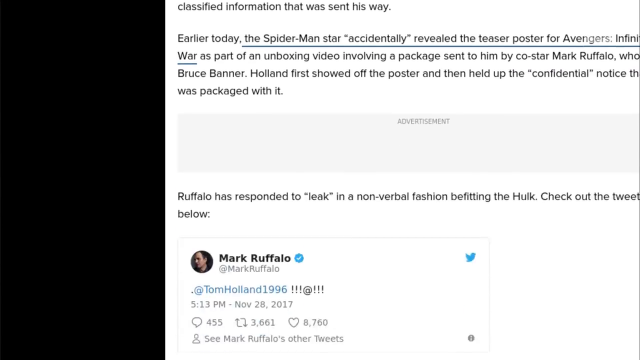 classified information that was sent his way.
Earlier today, the Spider-Man star “accidentally” revealed the teaser poster for Avengers:
War as part of an unboxing video involving a package sent to him by co-star Mark Ruffalo, who
Bruce Banner. Holland first showed off the poster and then held up the “confidential” notice
was packaged with it.
ADVERTISEMENT
Ruffalo has responded to “leak” in a non-verbal fashion befitting the Hulk. Check out the tweet
below:
Mark Ruffalo
@MarkRuffalo
.@TomHolland1996 !!!@!!!
5:13 PM - Nov 28, 2017
455 3,661 8,760
See Mark Ruffalo's other Tweets